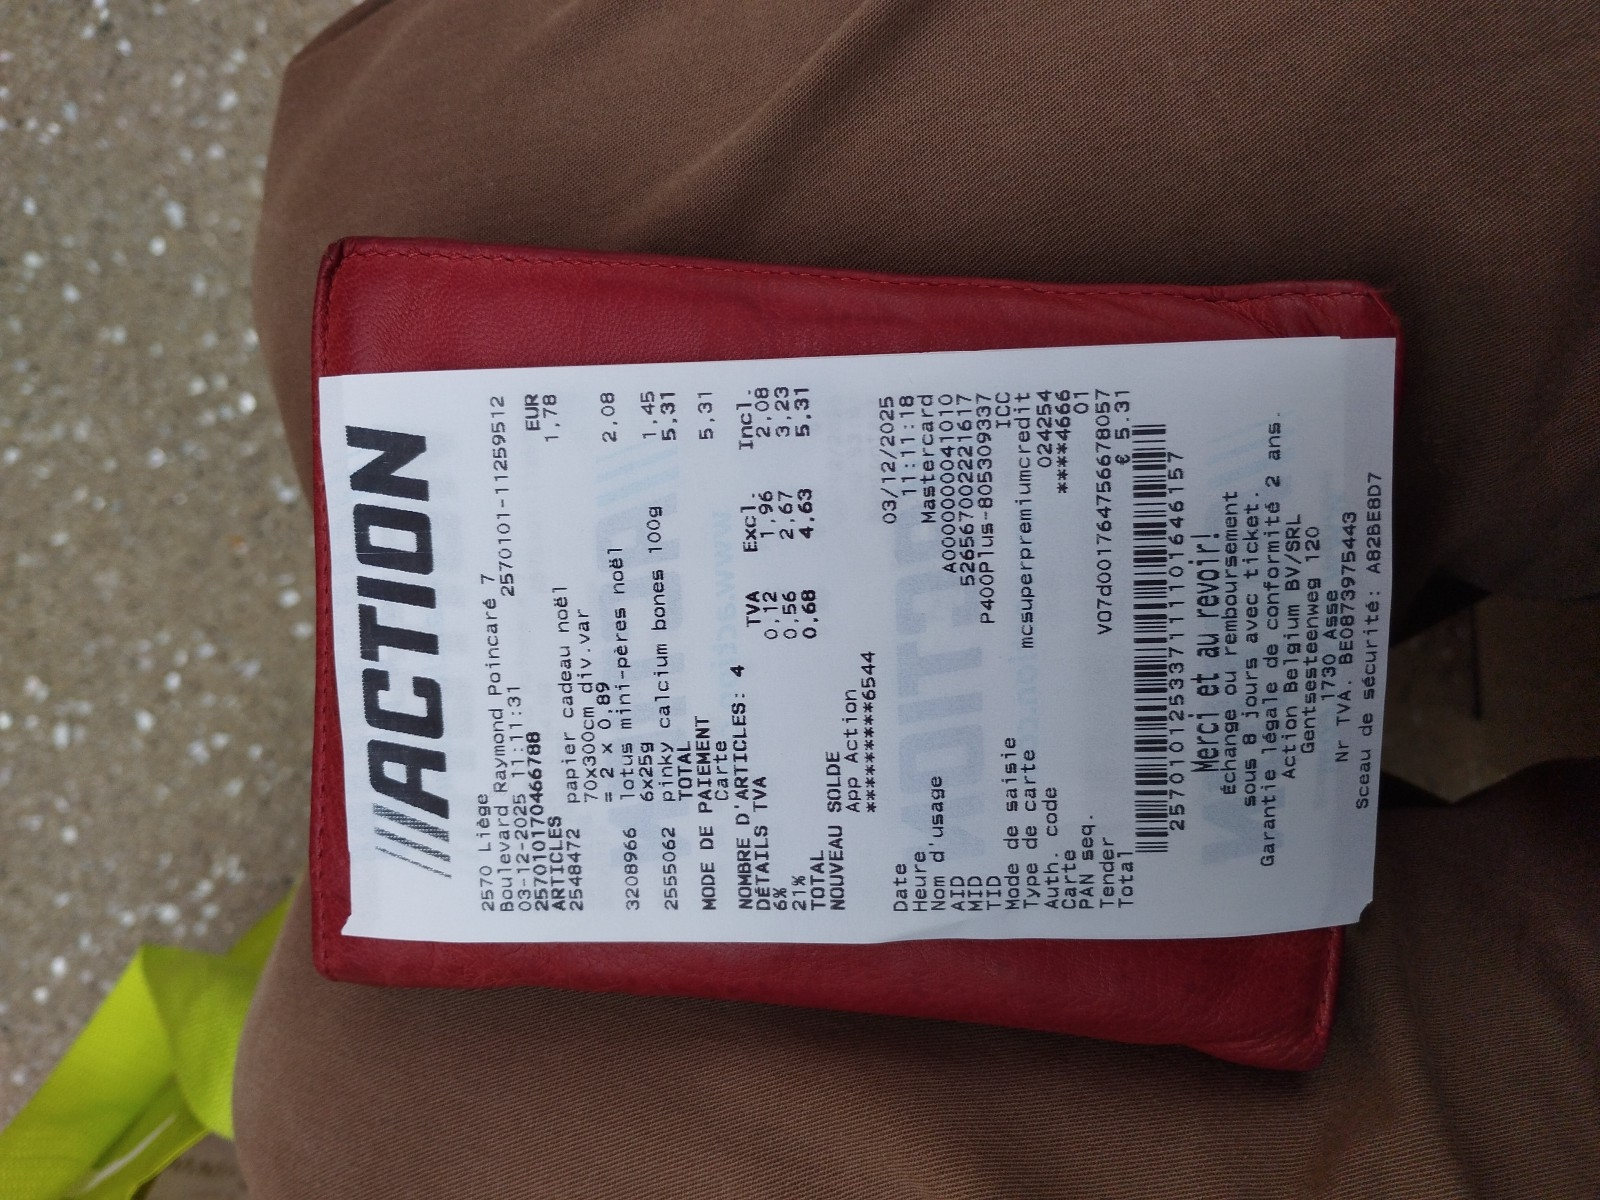 ///ACTION
2570 Liège
Boulevard Raymond Poincaré 7
03-12-2025 11:11:31 2570101-11259512
2570101704667​88
ARTICLES EUR
2548472 papier cadeau noël 1,78
70x300cm div.var
= 2 x 0,89
3208966 lotus mini-pères noël 2,08
6x25g
2555062 pinky calcium bones 100g 1,45
TOTAL 5,31
MODE DE PAIEMENT
Carte 5,31
NOMBRE D'ARTICLES: 4
DÉTAILS TVA TVA Excl. Incl.
6% 0,12 1,96 2,08
21% 0,56 2,67 3,23
TOTAL 0,68 4,63 5,31
NOUVEAU SOLDE
App Action
*********6544
Date 03/12/2025
Heure 11:11:18
Nom d'usage Mastercard
AID A0000000041010
MID 526567002221617
TID P400Plus-805309337
Mode de saisie ICC
Type de carte mcsuperpremiumcredit
Auth. code 024254
Carte ****4666
PAN seq. 01
Tender V07d0017647566780​57
Total € 5.31
2570101253371111​01646157
Merci et au revoir!
Échange ou remboursement
sous 8 jours avec ticket.
Garantie légale de conformité 2 ans.
Action Belgium BV/SRL
Gentsesteenweg 120
1730 Asse
Nr TVA. BE0873975443
Sceau de sécurité: A82BEBD7